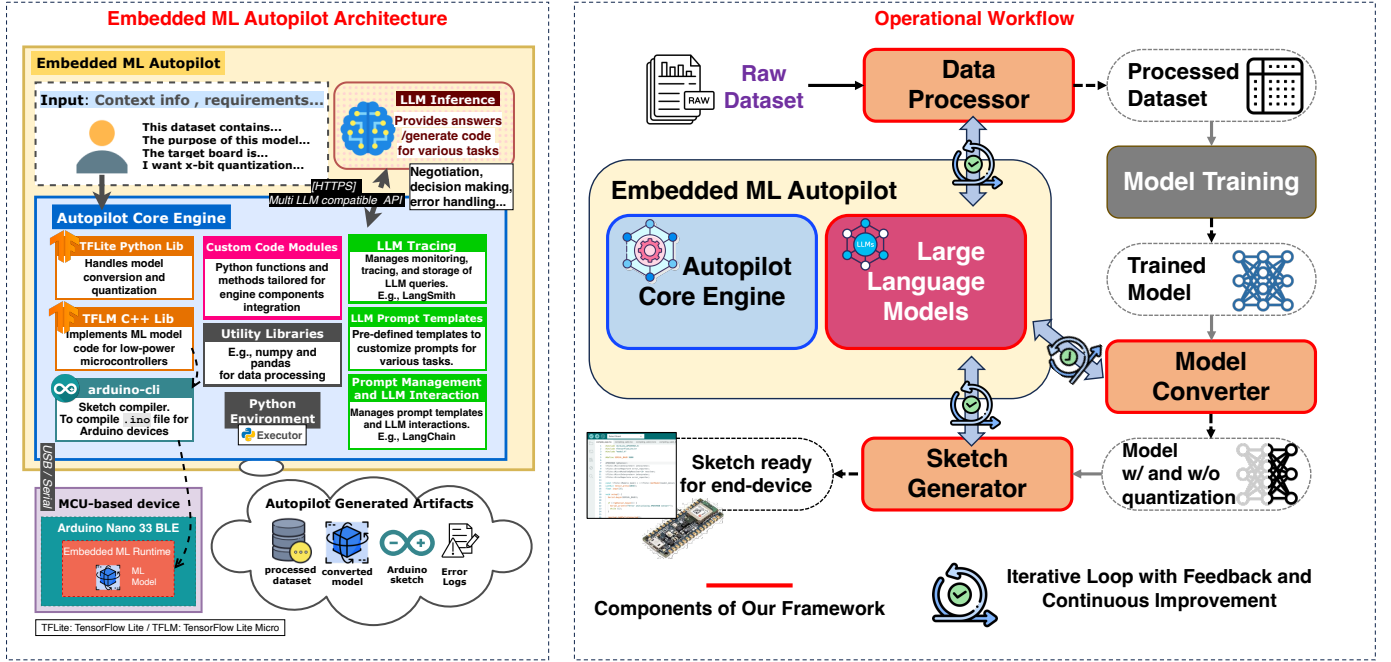 Embedded ML Autopilot Architecture
Embedded ML Autopilot
Input: Context info , requirements...
This dataset contains...
The purpose of this model...
The target board is...
I want x-bit quantization...
LLM Inference
Provides answers
/generate code
for various tasks
[HTTPS]
Multi LLM compatible API
Negotiation,
decision making,
error handling...
Autopilot Core Engine
TFLite Python Lib
Handles model
conversion and
quantization
TFLM C++ Lib
Implements ML model
code for low-power
microcontrollers
arduino-cli
Sketch compiler.
To compile .ino file for
Arduino devices
Custom Code Modules
Python functions and
methods tailored for
engine components
integration
Utility Libraries
E.g., numpy and
pandas
for data processing
Python
Environment
Executor
LLM Tracing
Manages monitoring,
tracing, and storage of
LLM queries.
E.g., LangSmith
LLM Prompt Templates
Pre-defined templates to
customize prompts for
various tasks.
Prompt Management
and LLM Interaction
Manages prompt templates
and LLM interactions.
E.g., LangChain
USB / Serial
MCU-based device
Arduino Nano 33 BLE
Embedded ML Runtime
ML
Model
Autopilot Generated Artifacts
processed
dataset
converted
model
Arduino
sketch
Error
Logs
TFLite: TensorFlow Lite / TFLM: TensorFlow Lite Micro
Operational Workflow
RAW
Raw
Dataset
Data
Processor
Processed
Dataset
Model Training
Trained
Model
Model
Converter
Model
w/ and w/o
quantization
Embedded ML Autopilot
Autopilot
Core Engine
LLMs
Large
Language
Models
Sketch
Generator
Sketch ready
for end-device
Components of Our Framework
Iterative Loop with Feedback and
Continuous Improvement